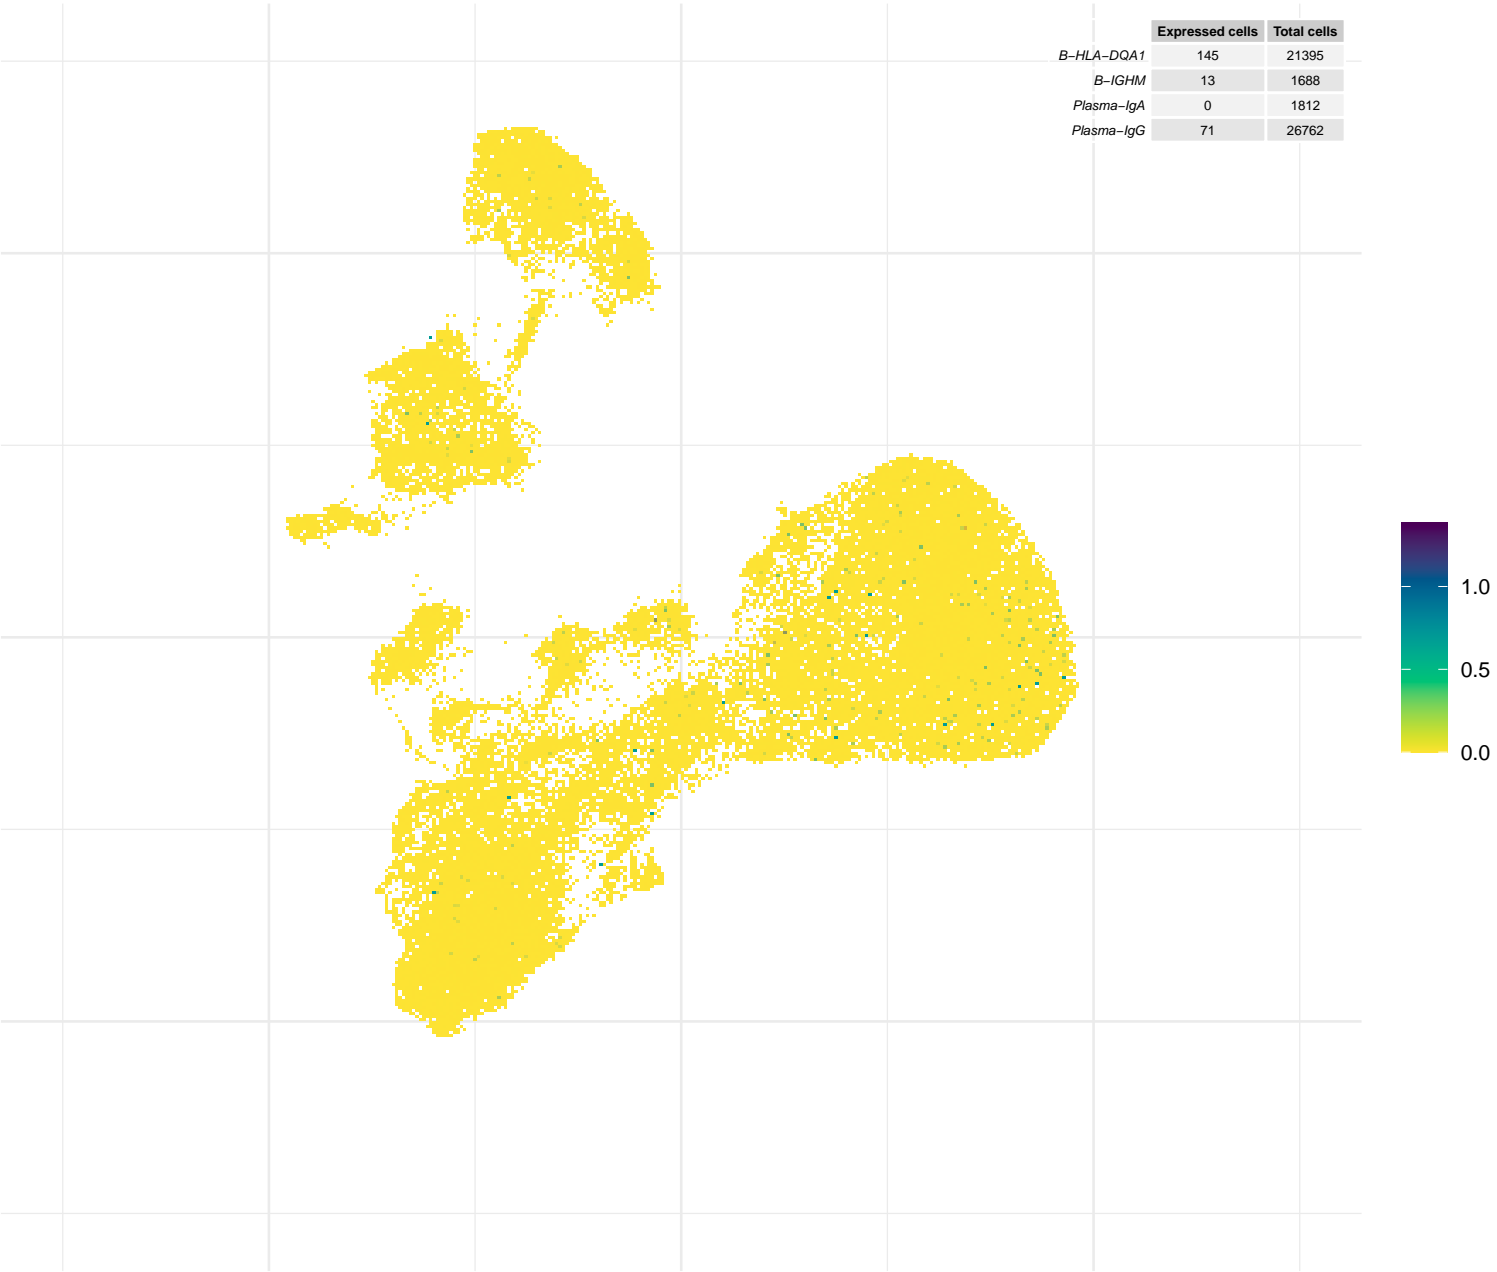 Expressed cells Total cells
B−HLA−DQA1 145 21395
B−IGHM 13 1688
Plasma−IgA 0 1812
Plasma−IgG 71 26762
1.0
0.5
0.0